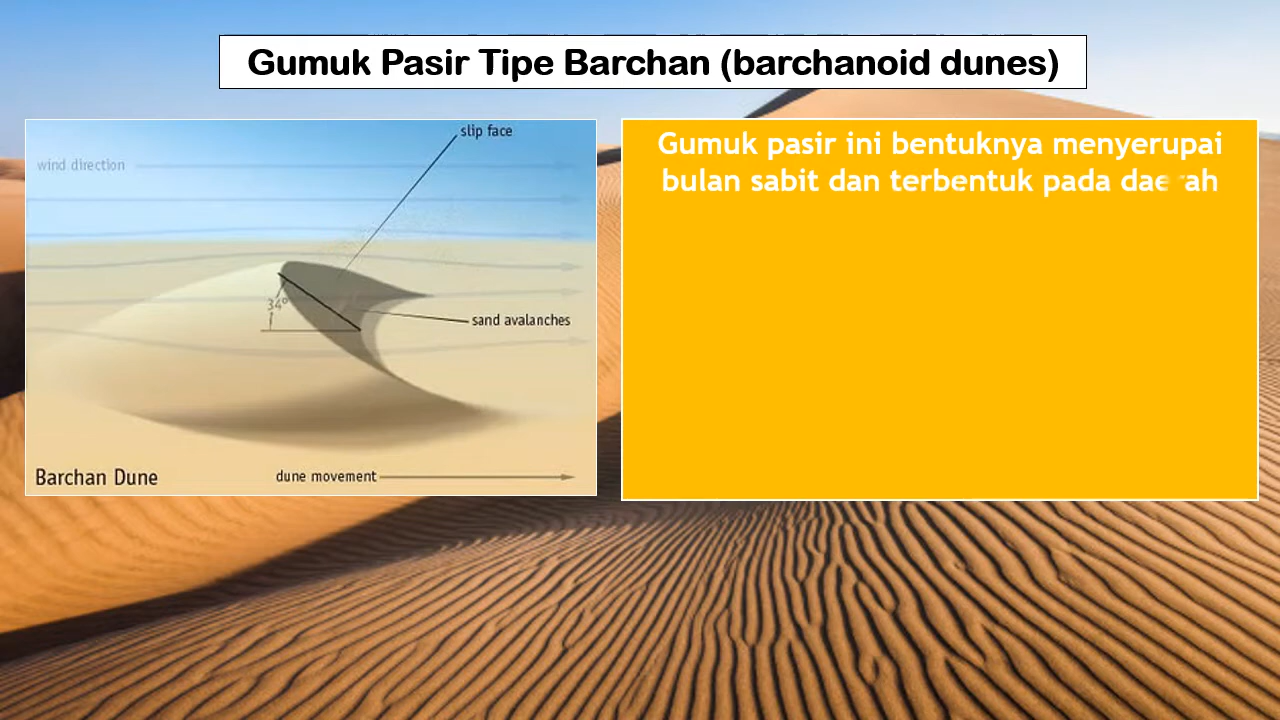 Gumuk Pasir Tipe Barchan (barchanoid dunes)
slip face
wind direction
34°
sand avalanches
Barchan Dune
dune movement
Gumuk pasir ini bentuknya menyerupai
bulan sabit dan terbentuk pada daerah